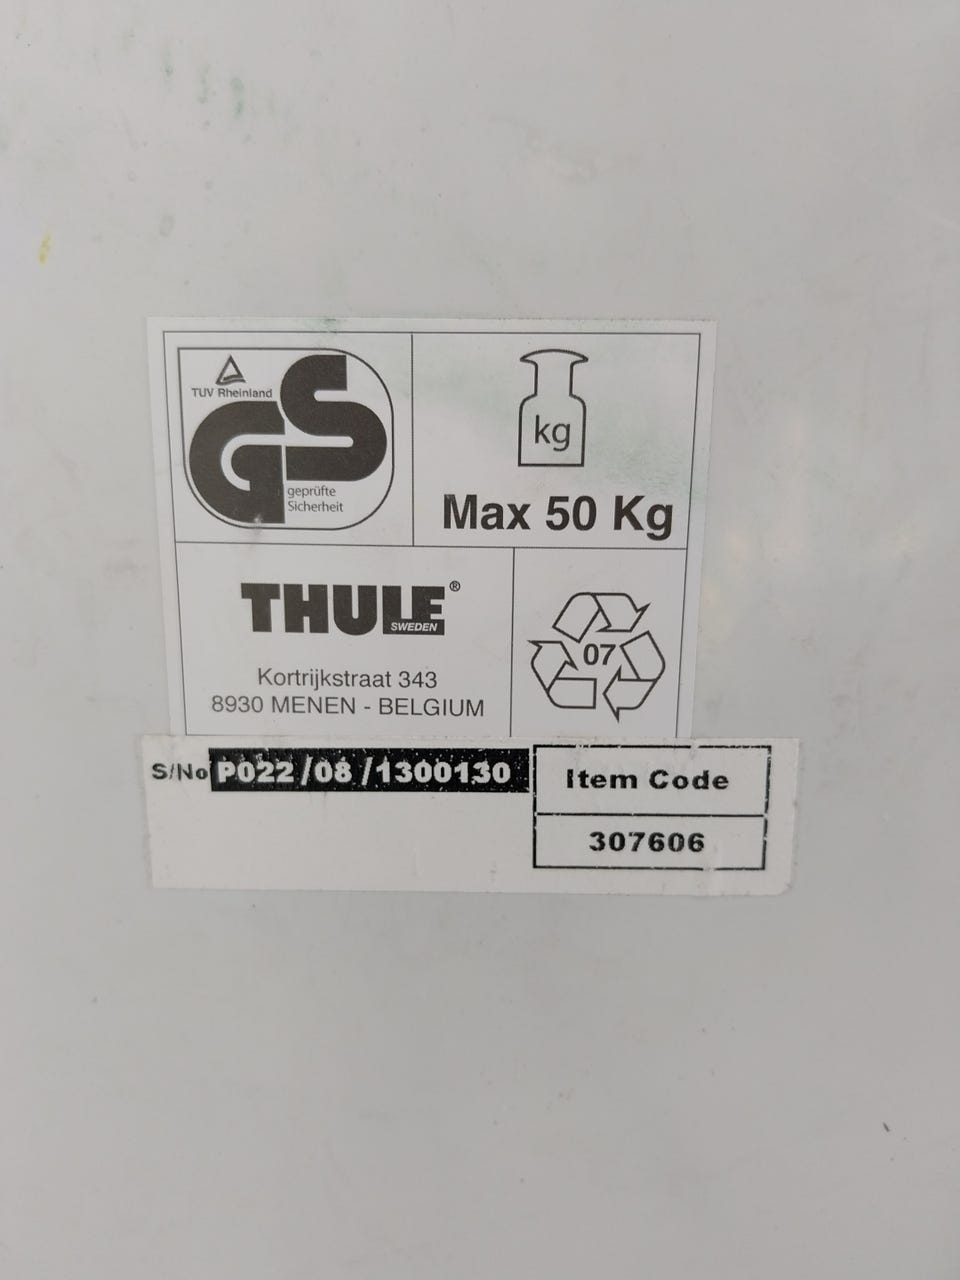 TUV Rheinland
GS
geprüfte
Sicherheit
kg
Max 50 Kg
THULE®
SWEDEN
Kortrijkstraat 343
8930 MENEN - BELGIUM
07
S/No P022/08/1300130
Item Code
307606